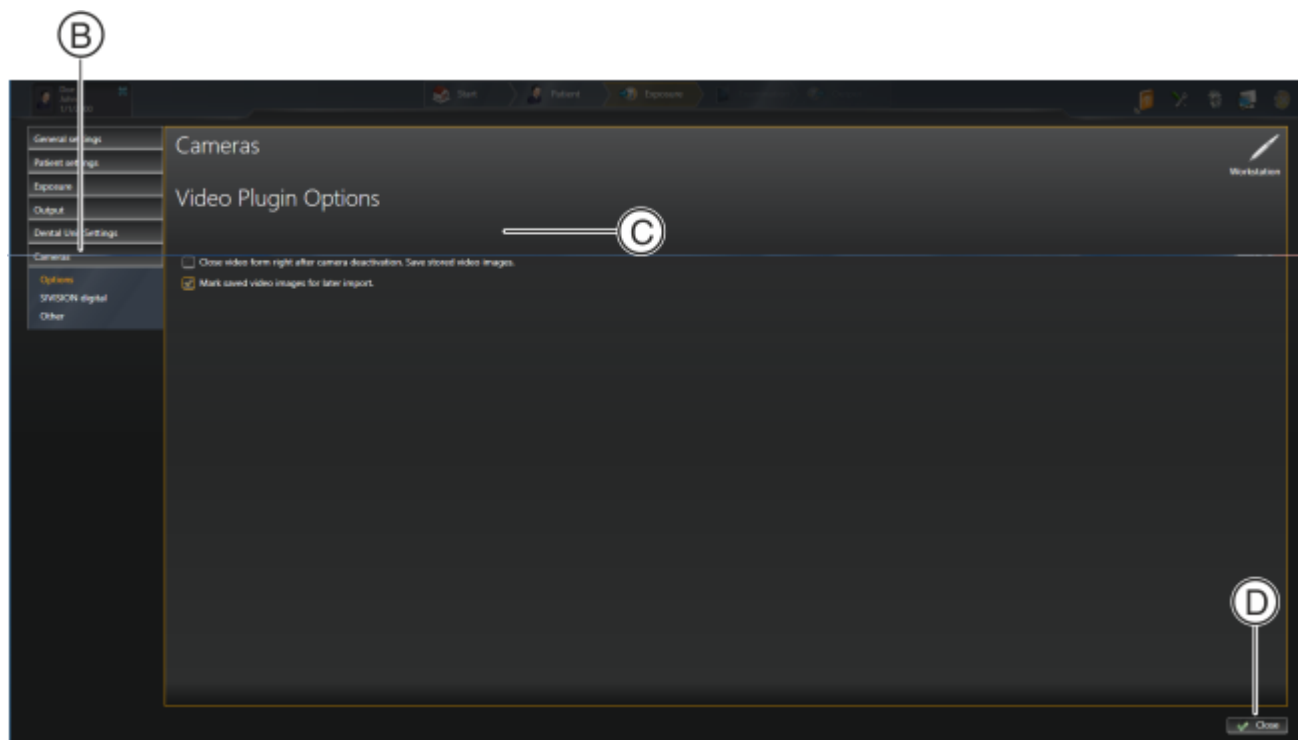 B
Start Patient Exposure
General settings
Patient settings
Exposure
Output
Dental Unit Settings
Cameras
Options
SIVISION digital
Other
Cameras
Workstation
Video Plugin Options
C
Close video form right after camera deactivation. Save stored video images.
Mark saved video images for later import.
D
Close